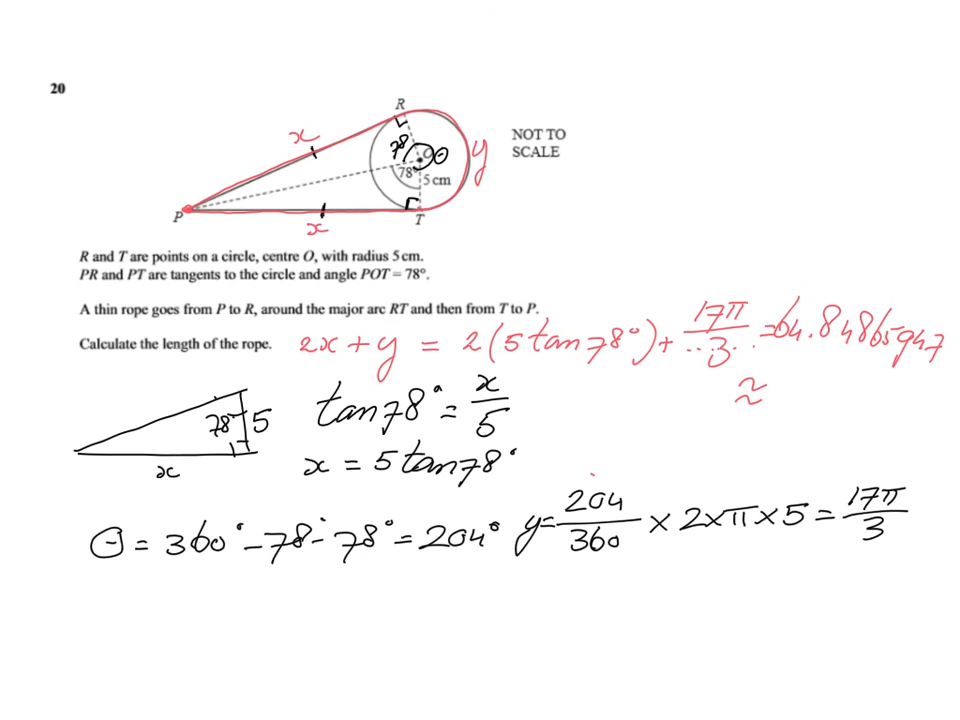 20
R
x
78
O
θ
y
NOT TO
SCALE
78°
5 cm
P
x
T
R and T are points on a circle, centre O, with radius 5 cm.
PR and PT are tangents to the circle and angle POT = 78°.
A thin rope goes from P to R, around the major arc RT and then from T to P.
Calculate the length of the rope. 2x + y = 2(5tan78°) + 17π/3 = 64.84865947
≈
78 5 tan78° = x/5
x x = 5tan78°
θ = 360° - 78° - 78° = 204° y = 204/360 × 2×π×5 = 17π/3